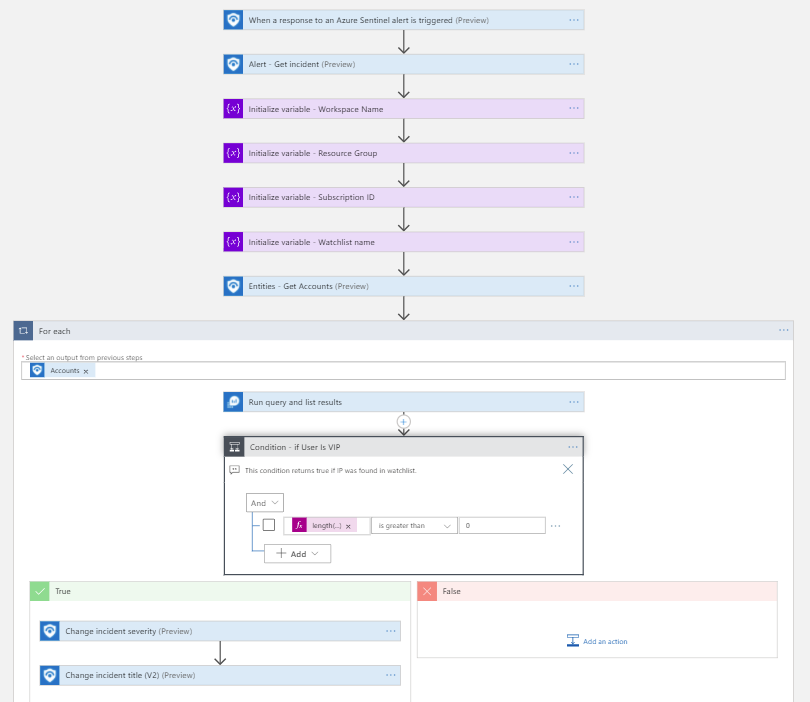 When a response to an Azure Sentinel alert is triggered (Preview)
Alert - Get incident (Preview)
Initialize variable - Workspace Name
Initialize variable - Resource Group
Initialize variable - Subscription ID
Initialize variable - Watchlist name
Entities - Get Accounts (Preview)
For each
* Select an output from previous steps
Accounts x
Run query and list results
Condition - if User Is VIP
This condition returns true if IP was found in watchlist.
And
fx length(...) x is greater than 0
Add
True
False
Change incident severity (Preview)
Add an action
Change incident title (V2) (Preview)